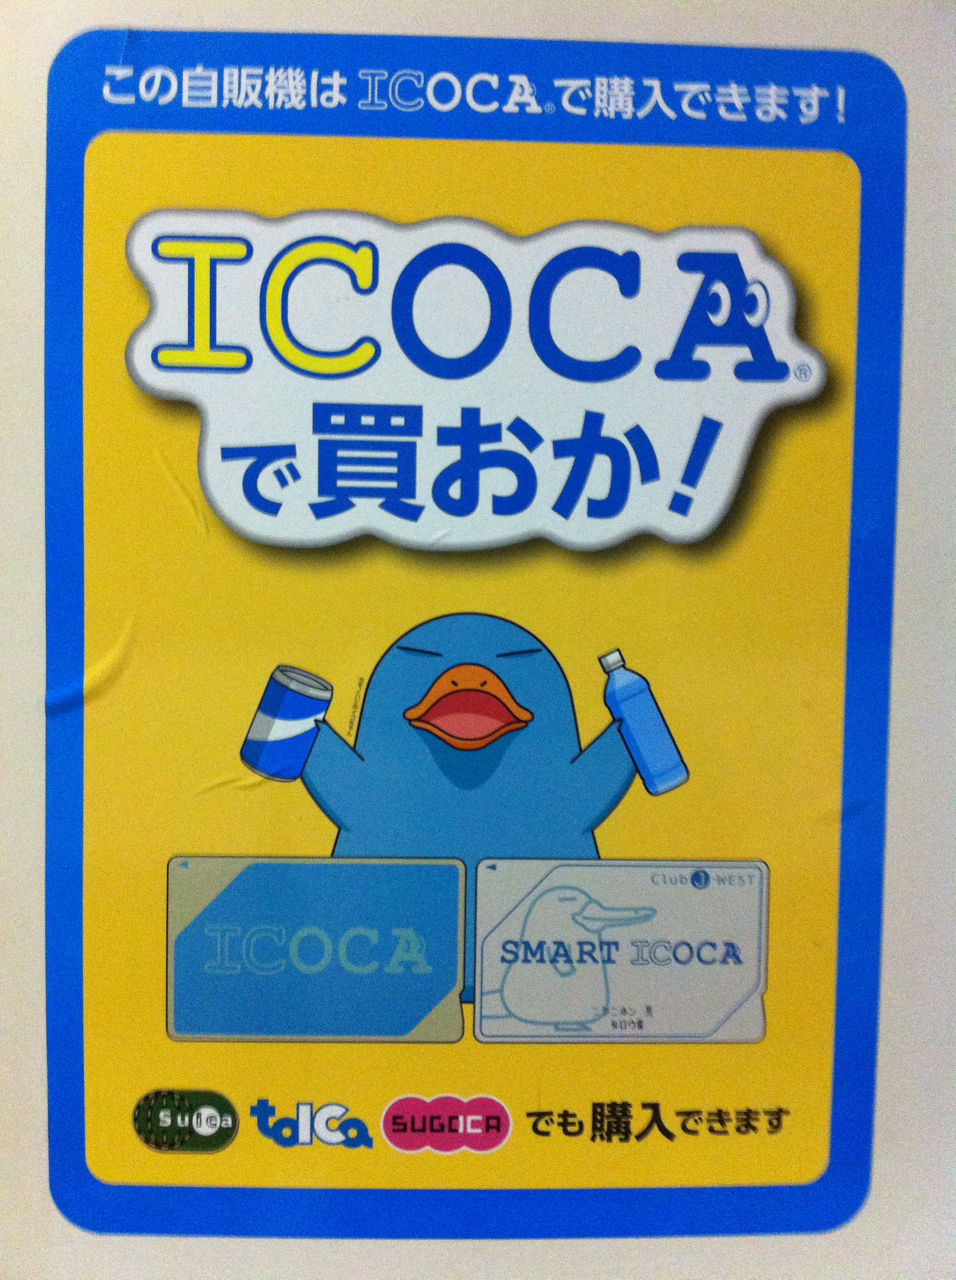 この自販機はICOCA®で購入できます!
ICOCA®
で買おか!
ICOCA
Club J-WEST
SMART ICOCA
Suica TOICA SUGOCA でも購入できます